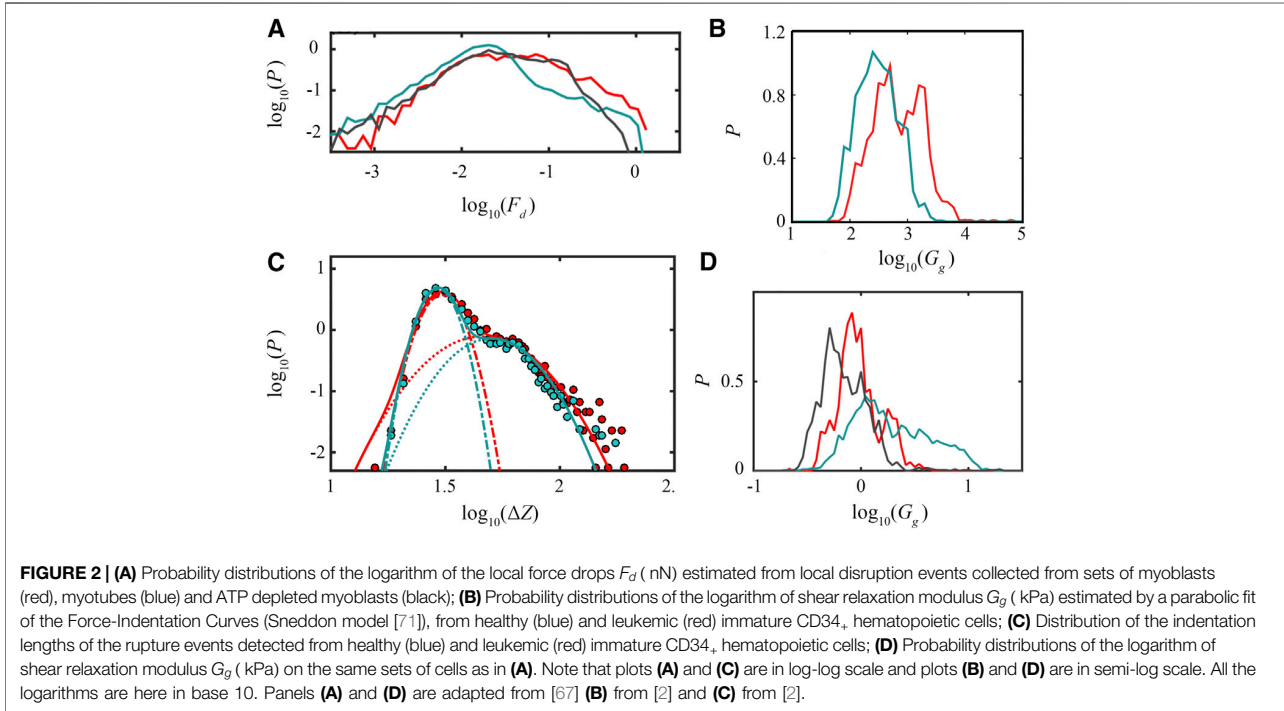 A
log10(P)
0
-1
-2
-3
-2
-1
0
log10(Fd)
B
P
1.2
0.8
0.4
0
1
2
3
4
5
log10(Gg)
C
log10(P)
1
0
-1
-2
1
1.5
2
2.
log10(ΔZ)
D
P
0.5
0
-1
0
1
log10(Gg)
FIGURE 2 | (A) Probability distributions of the logarithm of the local force drops Fd ( nN) estimated from local disruption events collected from sets of myoblasts
(red), myotubes (blue) and ATP depleted myoblasts (black); (B) Probability distributions of the logarithm of shear relaxation modulus Gg ( kPa) estimated by a parabolic fit
of the Force-Indentation Curves (Sneddon model [71]), from healthy (blue) and leukemic (red) immature CD34+ hematopoietic cells; (C) Distribution of the indentation
lengths of the rupture events detected from healthy (blue) and leukemic (red) immature CD34+ hematopoietic cells; (D) Probability distributions of the logarithm of
shear relaxation modulus Gg ( kPa) on the same sets of cells as in (A). Note that plots (A) and (C) are in log-log scale and plots (B) and (D) are in semi-log scale. All the
logarithms are here in base 10. Panels (A) and (D) are adapted from [67] (B) from [2] and (C) from [2].